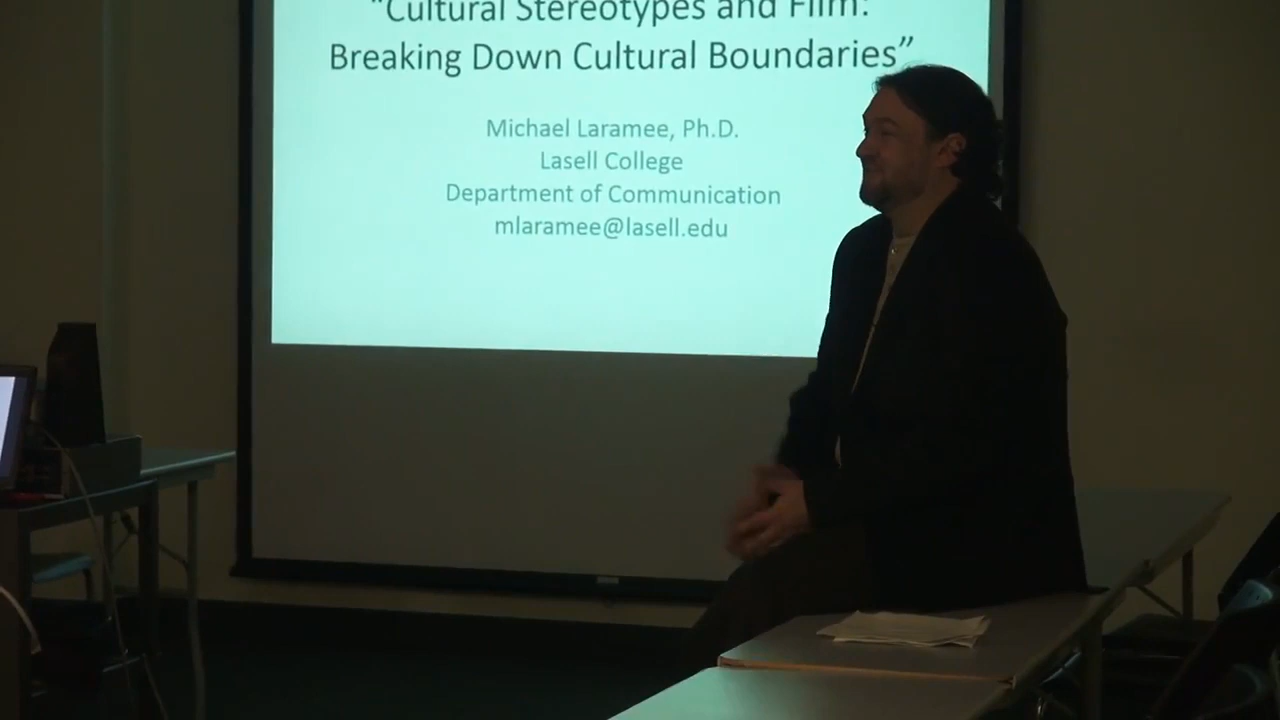 "Cultural Stereotypes and Film:
Breaking Down Cultural Boundaries”
Michael Laramee, Ph.D.
Lasell College
Department of Communication
mlaramee@lasell.edu